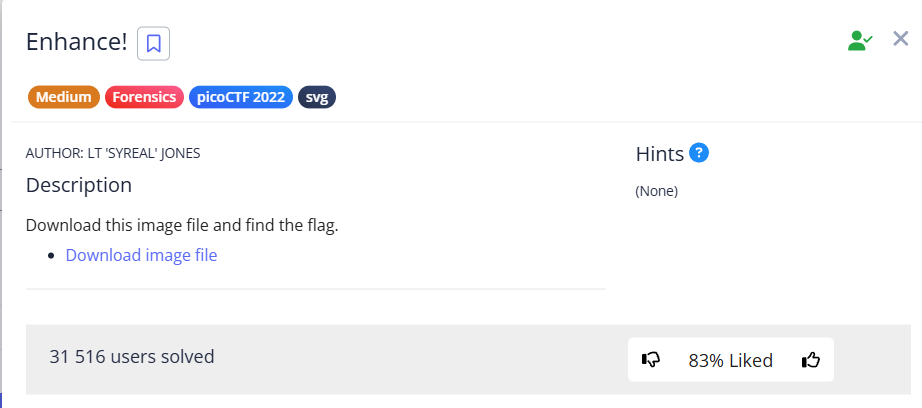 Enhance!
Medium Forensics picoCTF 2022 svg
AUTHOR: LT 'SYREAL' JONES
Description
Download this image file and find the flag.
Download image file
Hints ?
(None)
31 516 users solved
83% Liked